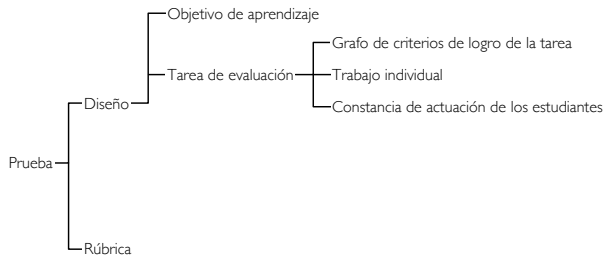 Objetivo de aprendizaje
Grafo de criterios de logro de la tarea
Tarea de evaluación
Trabajo individual
Diseño
Constancia de actuación de los estudiantes
Prueba
Rúbrica